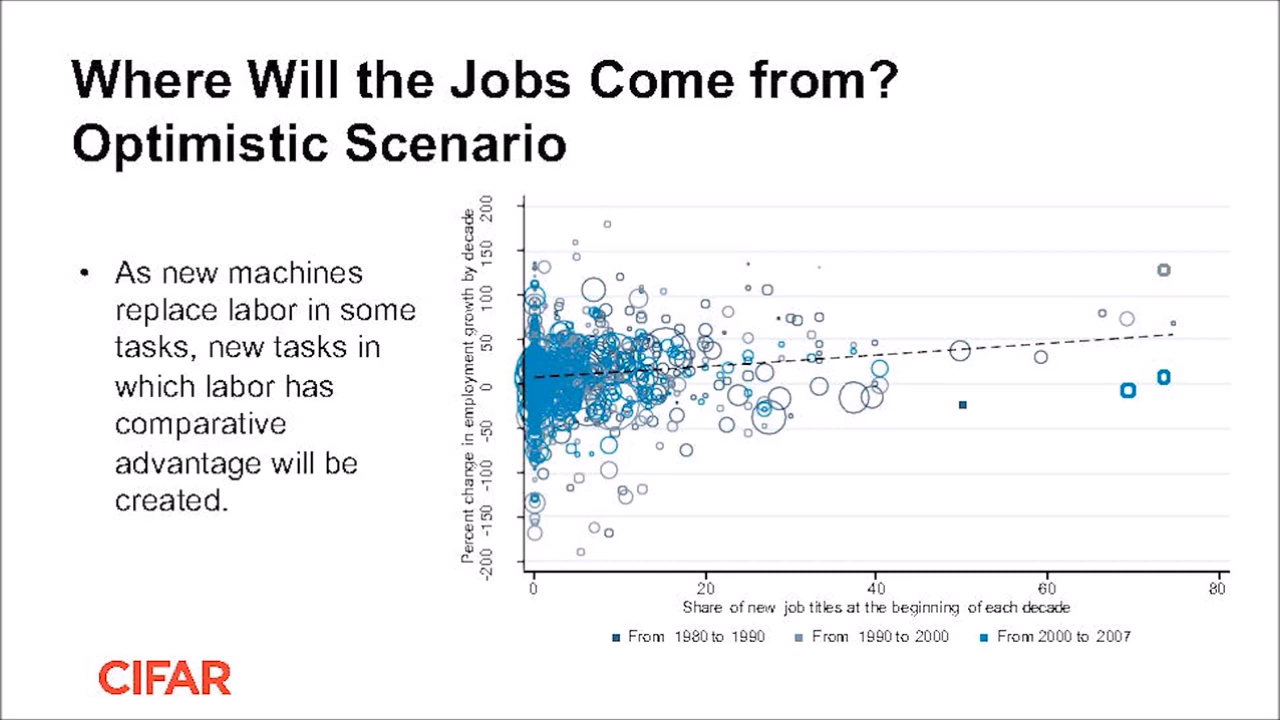 Where Will the Jobs Come from?
Optimistic Scenario
• As new machines
replace labor in some
tasks, new tasks in
which labor has
comparative
advantage will be
created.
Percent change in employment growth by decade
200
150
100
50
0
-50
-100
-150
-200
0 20 40 60 80
Share of new job titles at the beginning of each decade
From 1980 to 1990 From 1990 to 2000 From 2000 to 2007
CIFAR